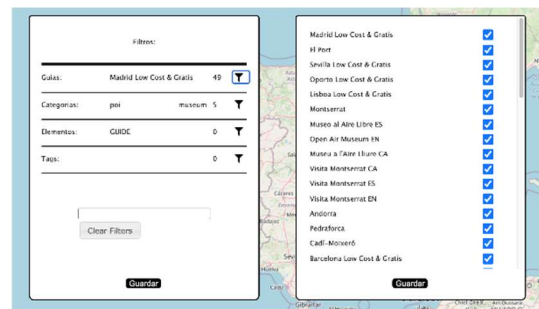 Filtros:
Guías: Madrid Low Cost & Gratis 49
Categorias: poi museum 5
Elementos: GUIDE 0
Tags: 0
Clear Filters
Guardar
Madrid Low Cost & Gratis
El Port
Sevilla Low Cost & Gratis
Oporto Low Cost & Gratis
Lisboa Low Cost & Gratis
Montserrat
Museo al Aire Libre ES
Open Air Museum EN
Museu a l'Aire Lliure CA
Visita Montserrat CA
Visita Montserrat ES
Visita Montserrat EN
Andorra
Pedraforca
Cadí-Moixeró
Barcelona Low Cost & Gratis
Guardar
Cáceres
Huelva
Gibraltar